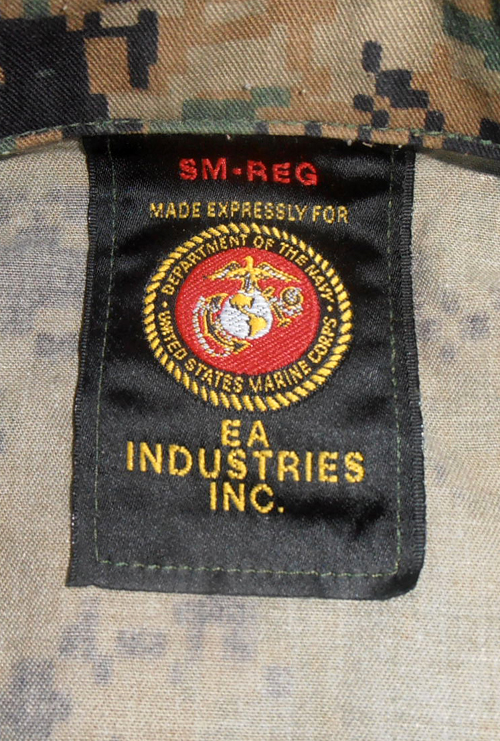 SM-REG
MADE EXPRESSLY FOR
· DEPARTMENT OF THE NAVY ·
UNITED STATES MARINE CORPS
EA
INDUSTRIES
INC.